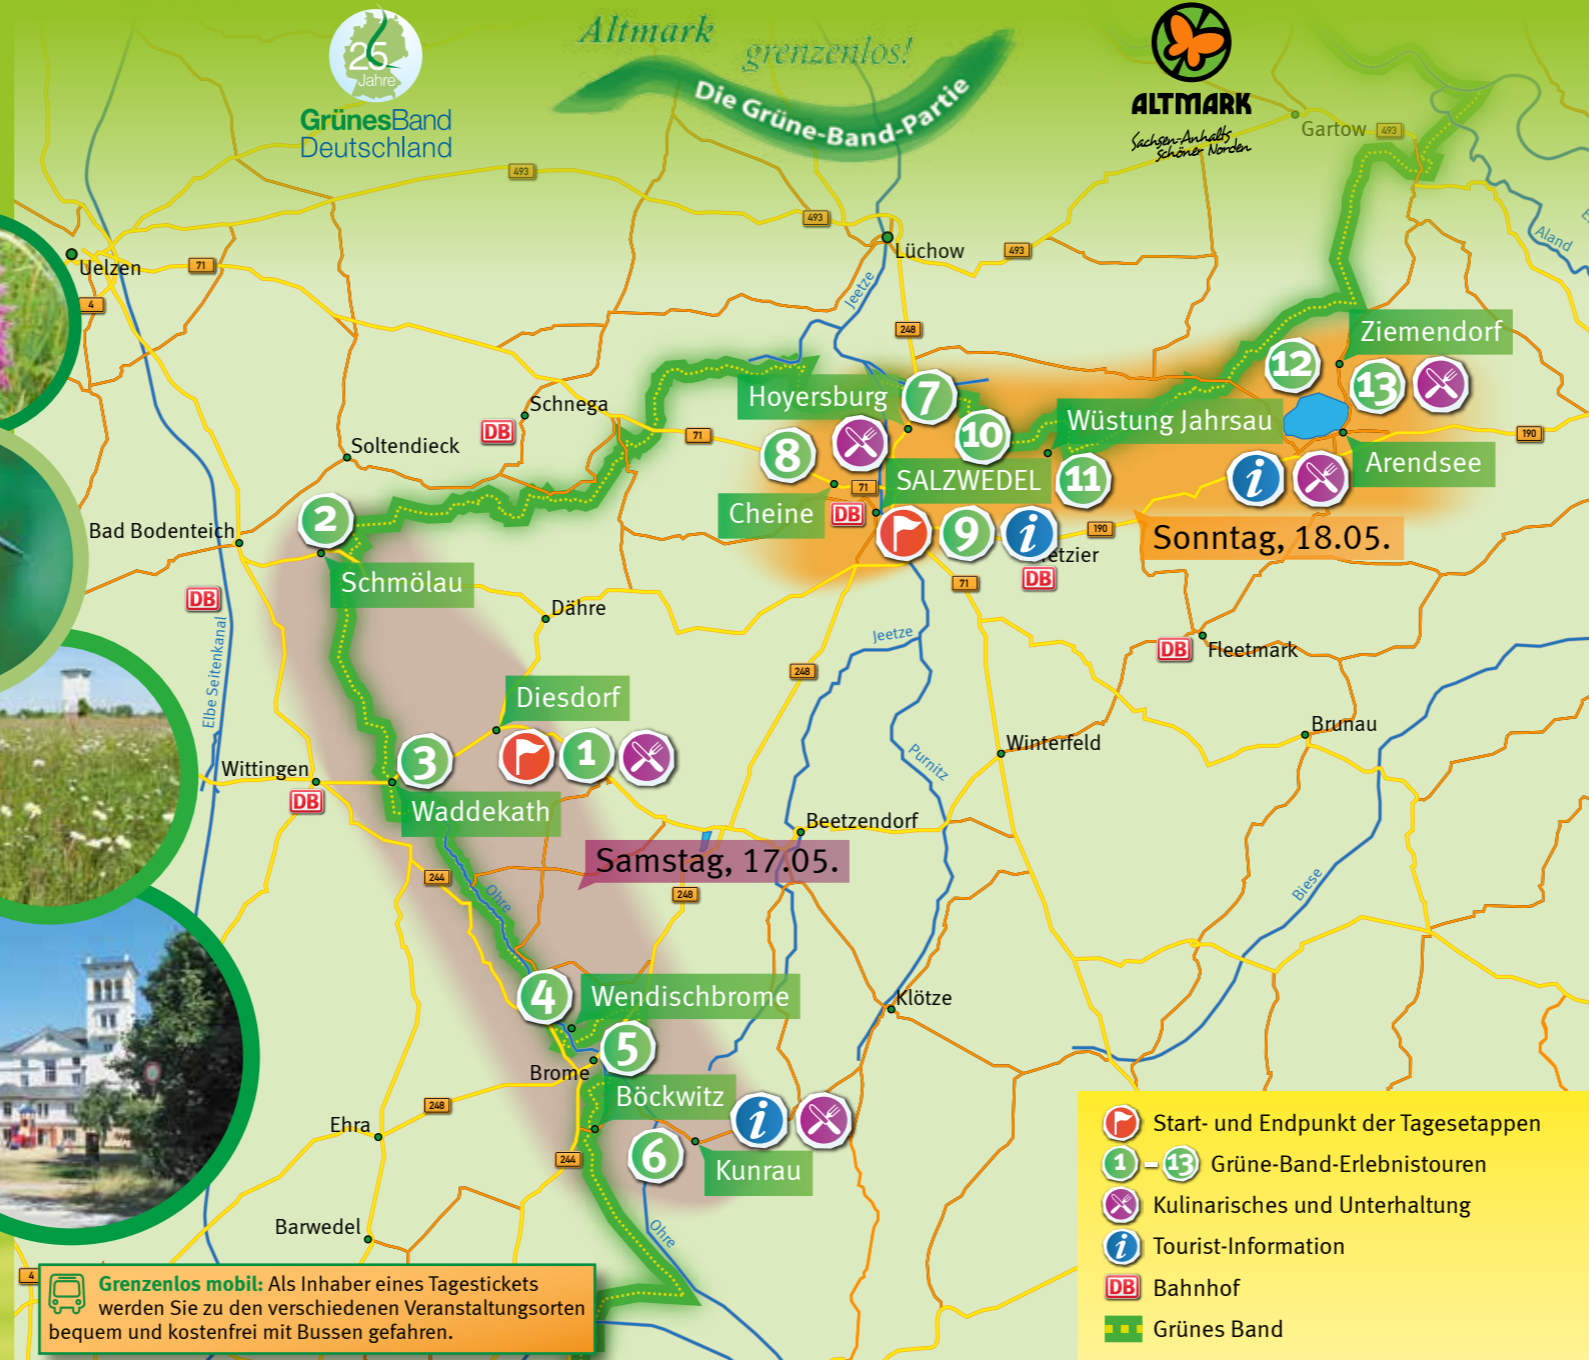 25
Jahre
GrünesBand
Deutschland
Altmark
grenzenlos!
Die Grüne-Band-Partie
ALTMARK
Sachsen-Anhalts
schöner Norden
Gartow
493
493
493
Lüchow
493
Aland
Uelzen
71
4
Jeetze
248
Ziemendorf
12
13
Schnega
DB
Hoyersburg
7
Wüstung Jahrsau
10
71
190
Soltendieck
8
Arendsee
SALZWEDEL
11
71
i
2
Cheine
DB
9
i
190
Sonntag, 18.05.
Bad Bodenteich
etzier
DB
71
Schmölau
DB
Dähre
Jeetze
Elbe Seitenkanal
DB
Fleetmark
248
Diesdorf
Brunau
3
1
Winterfeld
Purnitz
Wittingen
DB
Waddekath
Beetzendorf
Samstag, 17.05.
244
248
Ohre
Biese
4
Wendischbrome
Klötze
5
Brome
Böckwitz
248
i
Ehra
6
244
Kunrau
Barwedel
Ohre
4
Grenzenlos mobil: Als Inhaber eines Tagestickets
werden Sie zu den verschiedenen Veranstaltungsorten
bequem und kostenfrei mit Bussen gefahren.
Start- und Endpunkt der Tagesetappen
1 – 13 Grüne-Band-Erlebnistouren
Kulinarisches und Unterhaltung
i Tourist-Information
DB Bahnhof
Grünes Band